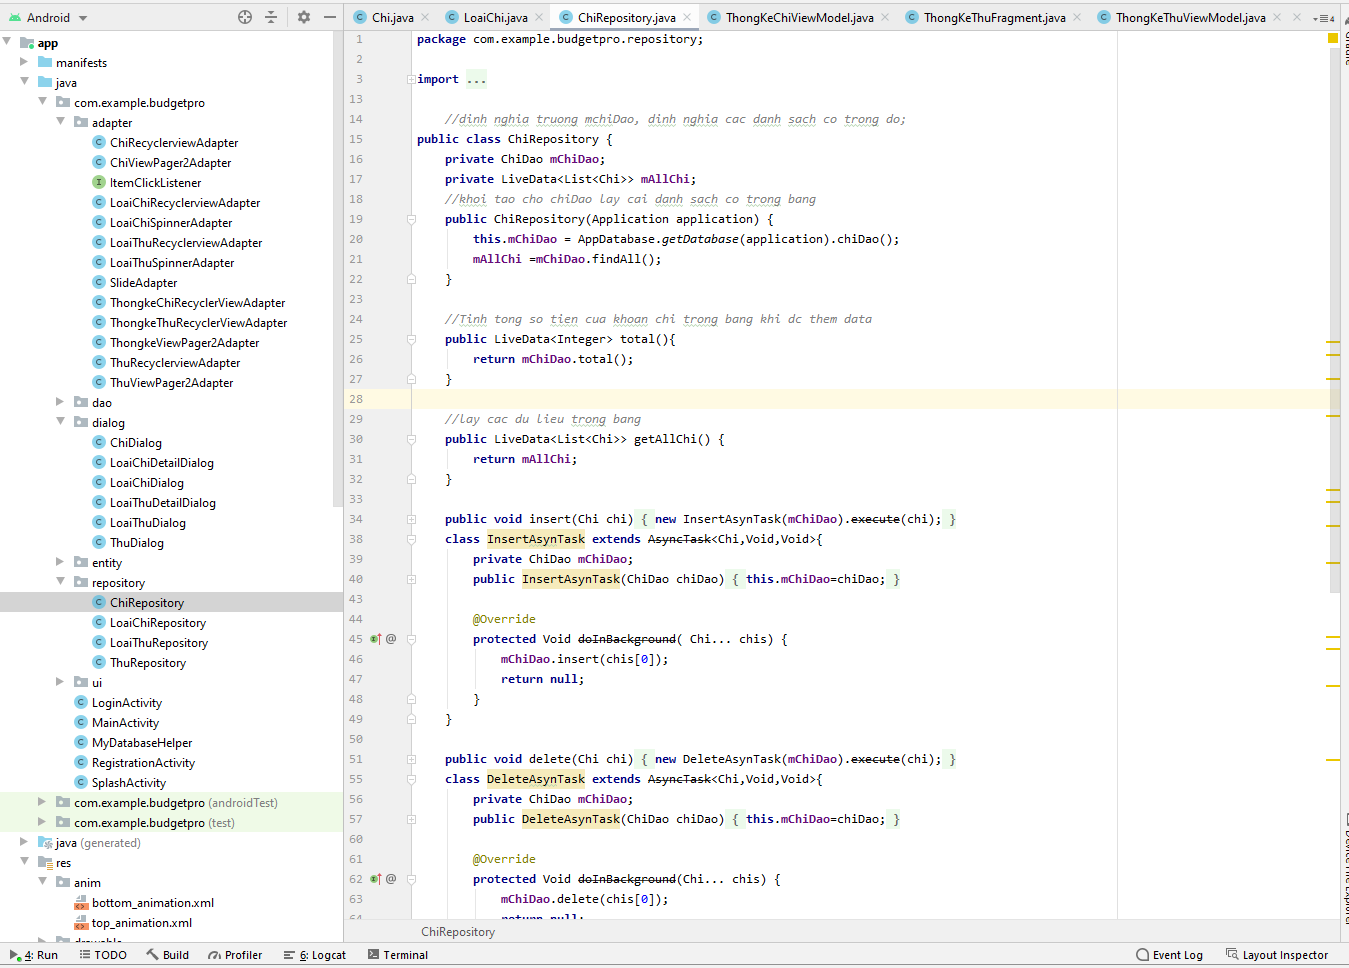 Android
Chi.java
LoaiChi.java
ChiRepository.java
ThongKeChiViewModel.java
ThongKeThuFragment.java
ThongKeThuViewModel.java
4
app
manifests
java
com.example.budgetpro
adapter
ChiRecyclerviewAdapter
ChiViewPager2Adapter
ItemClickListener
LoaiChiRecyclerviewAdapter
LoaiChiSpinnerAdapter
LoaiThuRecyclerviewAdapter
LoaiThuSpinnerAdapter
SlideAdapter
ThongkeChiRecyclerViewAdapter
ThongkeThuRecyclerViewAdapter
ThongkeViewPager2Adapter
ThuRecyclerviewAdapter
ThuViewPager2Adapter
dao
dialog
ChiDialog
LoaiChiDetailDialog
LoaiChiDialog
LoaiThuDetailDialog
LoaiThuDialog
ThuDialog
entity
repository
ChiRepository
LoaiChiRepository
LoaiThuRepository
ThuRepository
ui
LoginActivity
MainActivity
MyDatabaseHelper
RegistrationActivity
SplashActivity
com.example.budgetpro (androidTest)
com.example.budgetpro (test)
java (generated)
res
anim
bottom_animation.xml
top_animation.xml
drawable
1 package com.example.budgetpro.repository;
2
3 import ...
13
14 //dinh nghia truong mchiDao, dinh nghia cac danh sach co trong do;
15 public class ChiRepository {
16 private ChiDao mChiDao;
17 private LiveData<List<Chi>> mAllChi;
18 //khoi tao cho chiDao lay cai danh sach co trong bang
19 public ChiRepository(Application application) {
20 this.mChiDao = AppDatabase.getDatabase(application).chiDao();
21 mAllChi =mChiDao.findAll();
22 }
23
24 //Tinh tong so tien cua khoan chi trong bang khi dc them data
25 public LiveData<Integer> total(){
26 return mChiDao.total();
27 }
28
29 //lay cac du lieu trong bang
30 public LiveData<List<Chi>> getAllChi() {
31 return mAllChi;
32 }
33
34 public void insert(Chi chi) { new InsertAsynTask(mChiDao).execute(chi); }
38 class InsertAsynTask extends AsyncTask<Chi,Void,Void>{
39 private ChiDao mChiDao;
40 public InsertAsynTask(ChiDao chiDao) { this.mChiDao=chiDao; }
43
44 @Override
45 protected Void doInBackground( Chi... chis) {
46 mChiDao.insert(chis[0]);
47 return null;
48 }
49 }
50
51 public void delete(Chi chi) { new DeleteAsynTask(mChiDao).execute(chi); }
55 class DeleteAsynTask extends AsyncTask<Chi,Void,Void>{
56 private ChiDao mChiDao;
57 public DeleteAsynTask(ChiDao chiDao) { this.mChiDao=chiDao; }
60
61 @Override
62 protected Void doInBackground(Chi... chis) {
63 mChiDao.delete(chis[0]);
64 return null;
ChiRepository
4: Run
TODO
Build
Profiler
6: Logcat
Terminal
Event Log
Layout Inspector